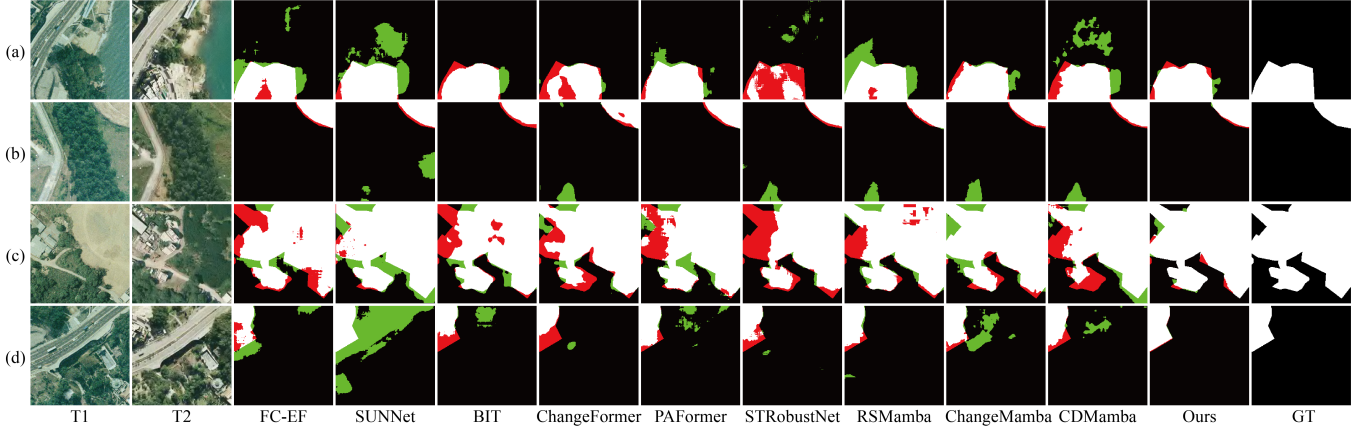 (a)
(b)
(c)
(d)
T1 T2 FC-EF SUNNet BIT ChangeFormer PAFormer STRobustNet RSMamba ChangeMamba CDMamba Ours GT